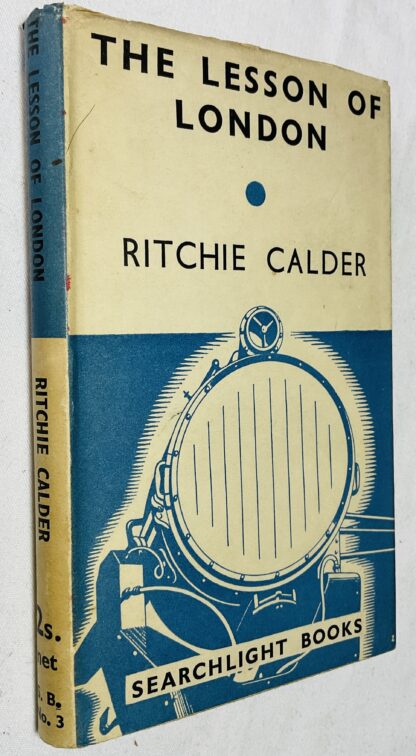 THE LESSON OF
LONDON
RITCHIE CALDER
SEARCHLIGHT BOOKS
THE LESSON OF LONDON
RITCHIE CALDER
2s.
net
S. B.
No. 3